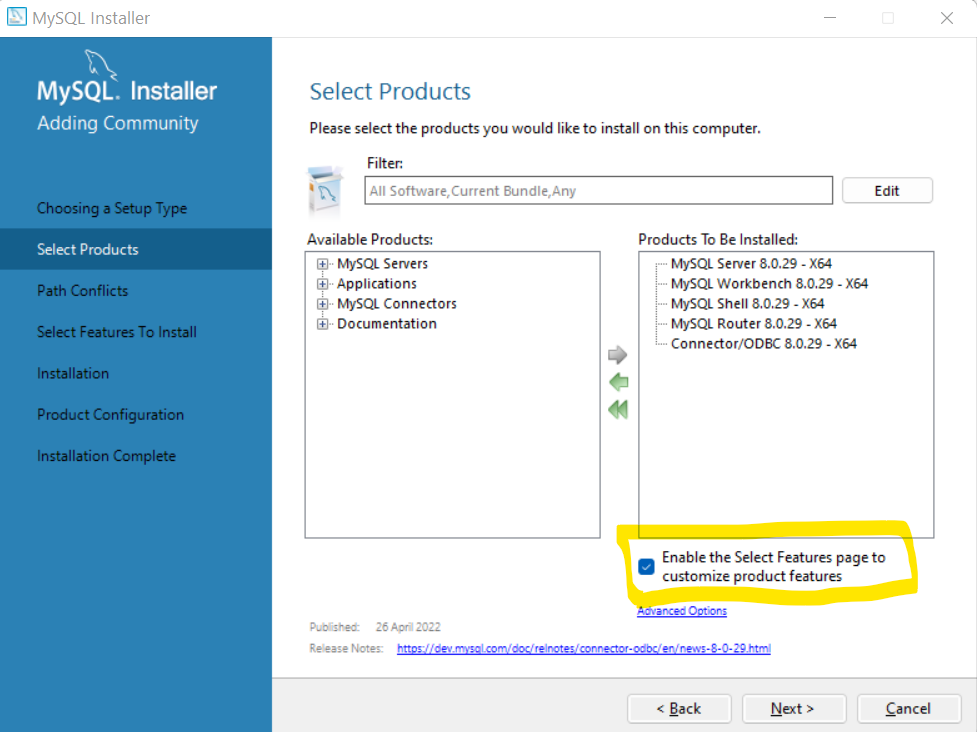 MySQL Installer
MySQL. Installer
Adding Community
Choosing a Setup Type
Select Products
Path Conflicts
Select Features To Install
Installation
Product Configuration
Installation Complete
Select Products
Please select the products you would like to install on this computer.
Filter:
All Software,Current Bundle,Any
Edit
Available Products:
MySQL Servers
Applications
MySQL Connectors
Documentation
Products To Be Installed:
MySQL Server 8.0.29 - X64
MySQL Workbench 8.0.29 - X64
MySQL Shell 8.0.29 - X64
MySQL Router 8.0.29 - X64
Connector/ODBC 8.0.29 - X64
Enable the Select Features page to
customize product features
Advanced Options
Published: 26 April 2022
Release Notes: https://dev.mysql.com/doc/relnotes/connector-odbc/en/news-8-0-29.html
< Back
Next >
Cancel